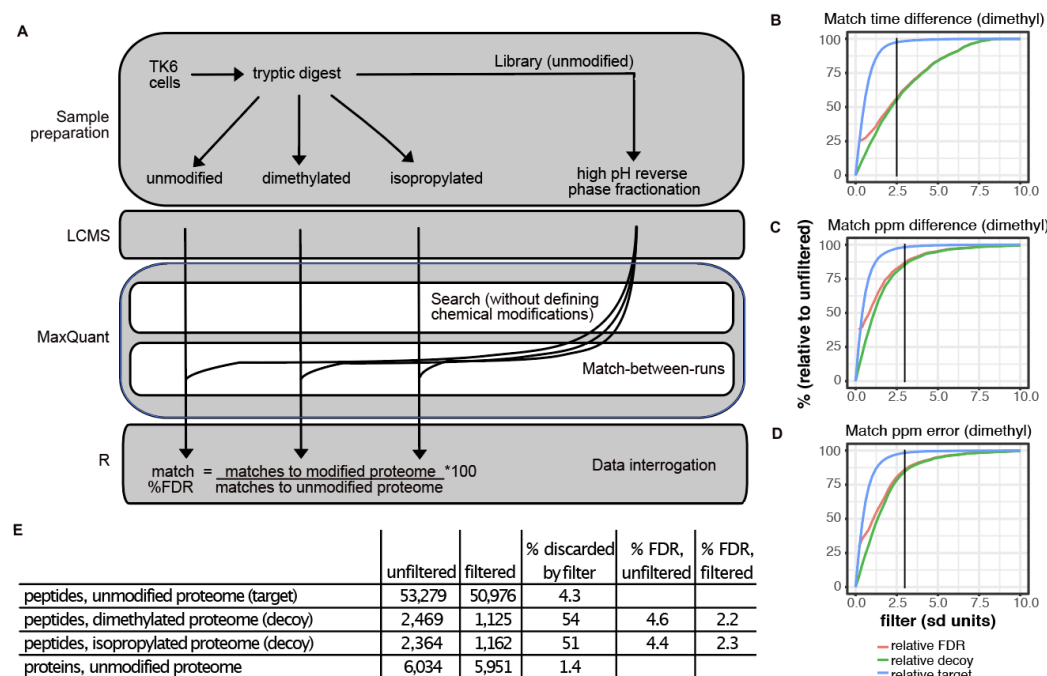 A
TK6
cells
tryptic digest
Library (unmodified)
Sample
preparation
unmodified
dimethylated
isopropylated
high pH reverse
phase fractionation
LCMS
Search (without defining
chemical modifications)
MaxQuant
Match-between-runs
R
match = matches to modified proteome *100
%FDR matches to unmodified proteome
Data interrogation
B
Match time difference (dimethyl)
100
75
50
25
0
0.0 2.5 5.0 7.5 10.0
C
Match ppm difference (dimethyl)
100
75
50
25
0
0.0 2.5 5.0 7.5 10.0
% (relative to unfiltered)
D
Match ppm error (dimethyl)
100
75
50
25
0
0.0 2.5 5.0 7.5 10.0
filter (sd units)
relative FDR
relative decoy
relative target
E
unfiltered filtered % discarded by filter % FDR, unfiltered % FDR, filtered
peptides, unmodified proteome (target) 53,279 50,976 4.3
peptides, dimethylated proteome (decoy) 2,469 1,125 54 4.6 2.2
peptides, isopropylated proteome (decoy) 2,364 1,162 51 4.4 2.3
proteins, unmodified proteome 6,034 5,951 1.4